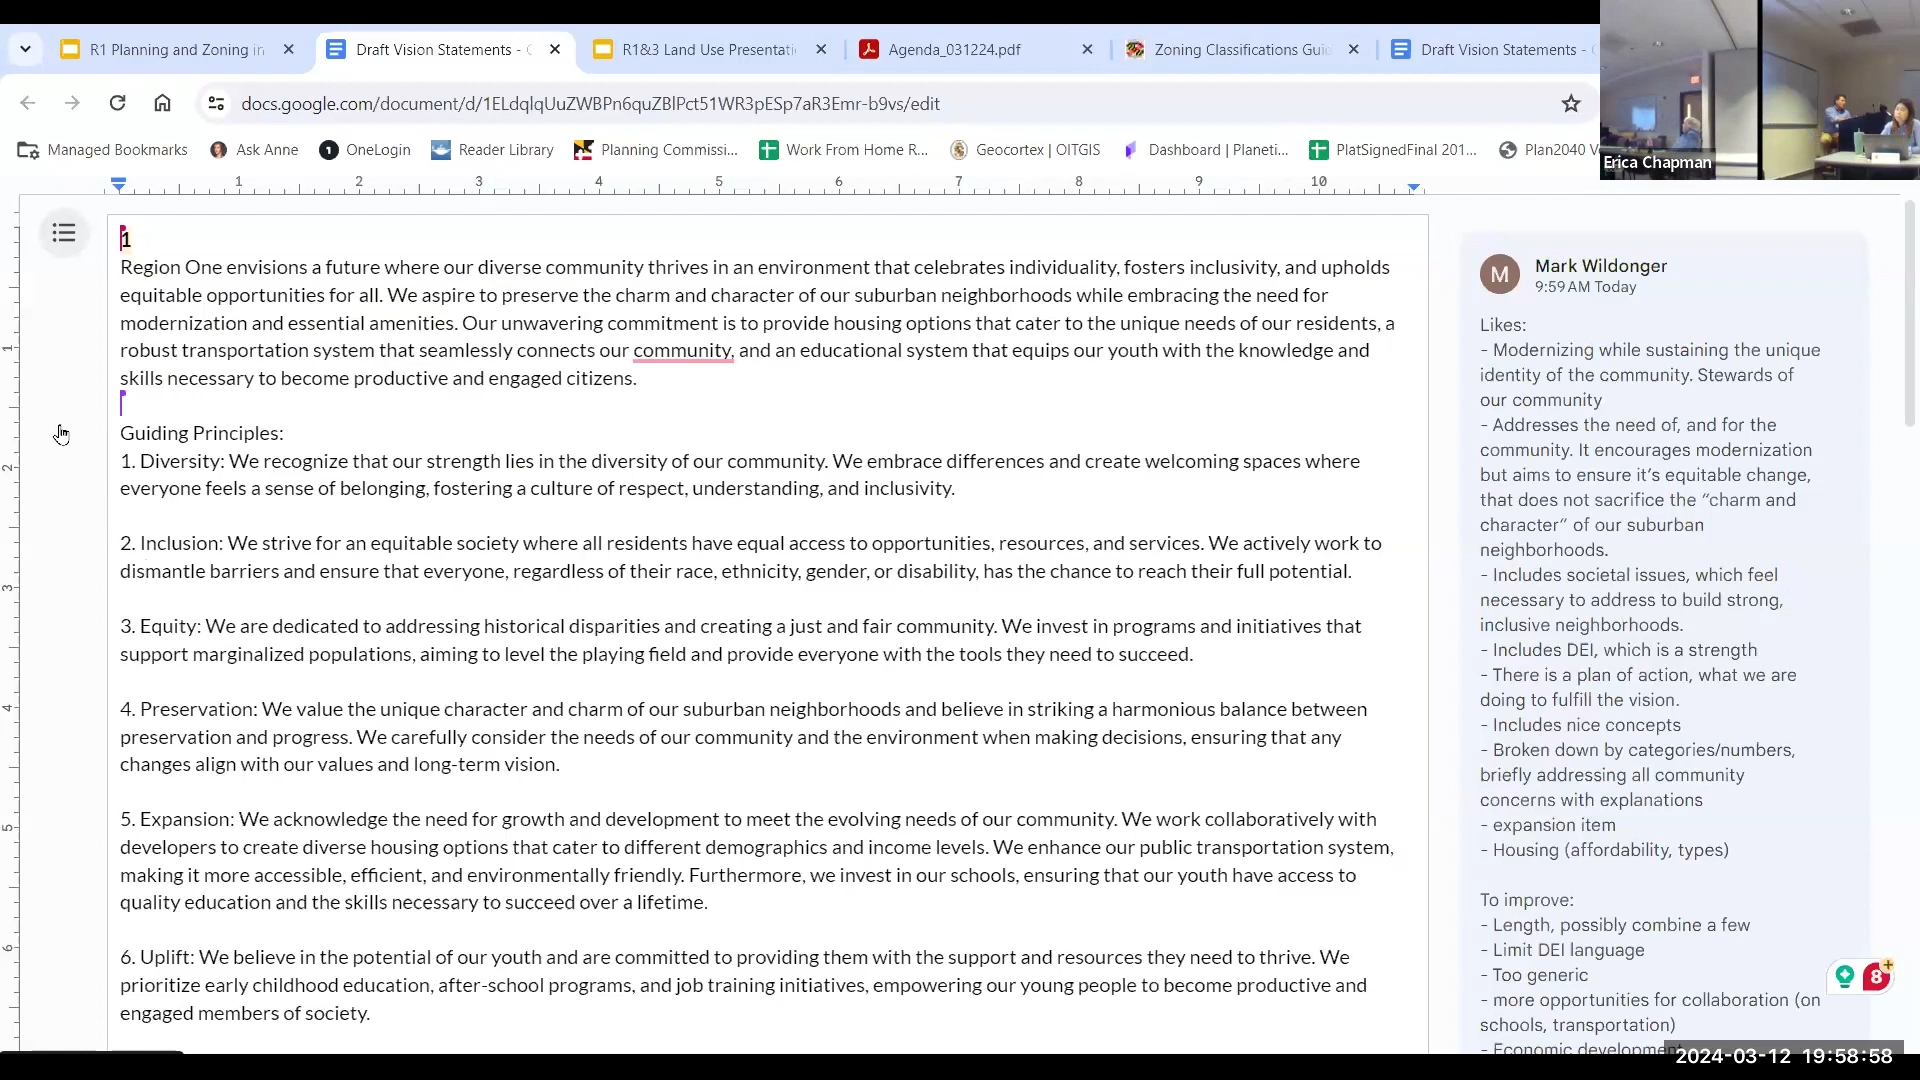 R1 Planning and Zoning in
Draft Vision Statements -
R1&3 Land Use Presentati
Agenda_031224.pdf
Zoning Classifications Gui
Draft Vision Statements -
docs.google.com/document/d/1ELdqlqUuZWBPn6quZBlPct51WR3pESp7aR3Emr-b9vs/edit
Managed Bookmarks
Ask Anne
OneLogin
Reader Library
Planning Commissi...
Work From Home R...
Geocortex | OITGIS
Dashboard | Planeti...
PlatSignedFinal 201...
Plan2040 V
Erica Chapman
1 2 3 4 5 6 7 8 9 10
1
Region One envisions a future where our diverse community thrives in an environment that celebrates individuality, fosters inclusivity, and upholds
equitable opportunities for all. We aspire to preserve the charm and character of our suburban neighborhoods while embracing the need for
modernization and essential amenities. Our unwavering commitment is to provide housing options that cater to the unique needs of our residents, a
robust transportation system that seamlessly connects our community, and an educational system that equips our youth with the knowledge and
skills necessary to become productive and engaged citizens.
Guiding Principles:
1. Diversity: We recognize that our strength lies in the diversity of our community. We embrace differences and create welcoming spaces where
everyone feels a sense of belonging, fostering a culture of respect, understanding, and inclusivity.
2. Inclusion: We strive for an equitable society where all residents have equal access to opportunities, resources, and services. We actively work to
dismantle barriers and ensure that everyone, regardless of their race, ethnicity, gender, or disability, has the chance to reach their full potential.
3. Equity: We are dedicated to addressing historical disparities and creating a just and fair community. We invest in programs and initiatives that
support marginalized populations, aiming to level the playing field and provide everyone with the tools they need to succeed.
4. Preservation: We value the unique character and charm of our suburban neighborhoods and believe in striking a harmonious balance between
preservation and progress. We carefully consider the needs of our community and the environment when making decisions, ensuring that any
changes align with our values and long-term vision.
5. Expansion: We acknowledge the need for growth and development to meet the evolving needs of our community. We work collaboratively with
developers to create diverse housing options that cater to different demographics and income levels. We enhance our public transportation system,
making it more accessible, efficient, and environmentally friendly. Furthermore, we invest in our schools, ensuring that our youth have access to
quality education and the skills necessary to succeed over a lifetime.
6. Uplift: We believe in the potential of our youth and are committed to providing them with the support and resources they need to thrive. We
prioritize early childhood education, after-school programs, and job training initiatives, empowering our young people to become productive and
engaged members of society.
1
2
3
4
5
6
M
Mark Wildonger
9:59 AM Today
Likes:
- Modernizing while sustaining the unique
identity of the community. Stewards of
our community
- Addresses the need of, and for the
community. It encourages modernization
but aims to ensure it's equitable change,
that does not sacrifice the "charm and
character" of our suburban
neighborhoods.
- Includes societal issues, which feel
necessary to address to build strong,
inclusive neighborhoods.
- Includes DEI, which is a strength
- There is a plan of action, what we are
doing to fulfill the vision.
- Includes nice concepts
- Broken down by categories/numbers,
briefly addressing all community
concerns with explanations
- expansion item
- Housing (affordability, types)
To improve:
- Length, possibly combine a few
- Limit DEI language
- Too generic
- more opportunities for collaboration (on
schools, transportation)
- Economic development
8+
2024-03-12 19:58:58